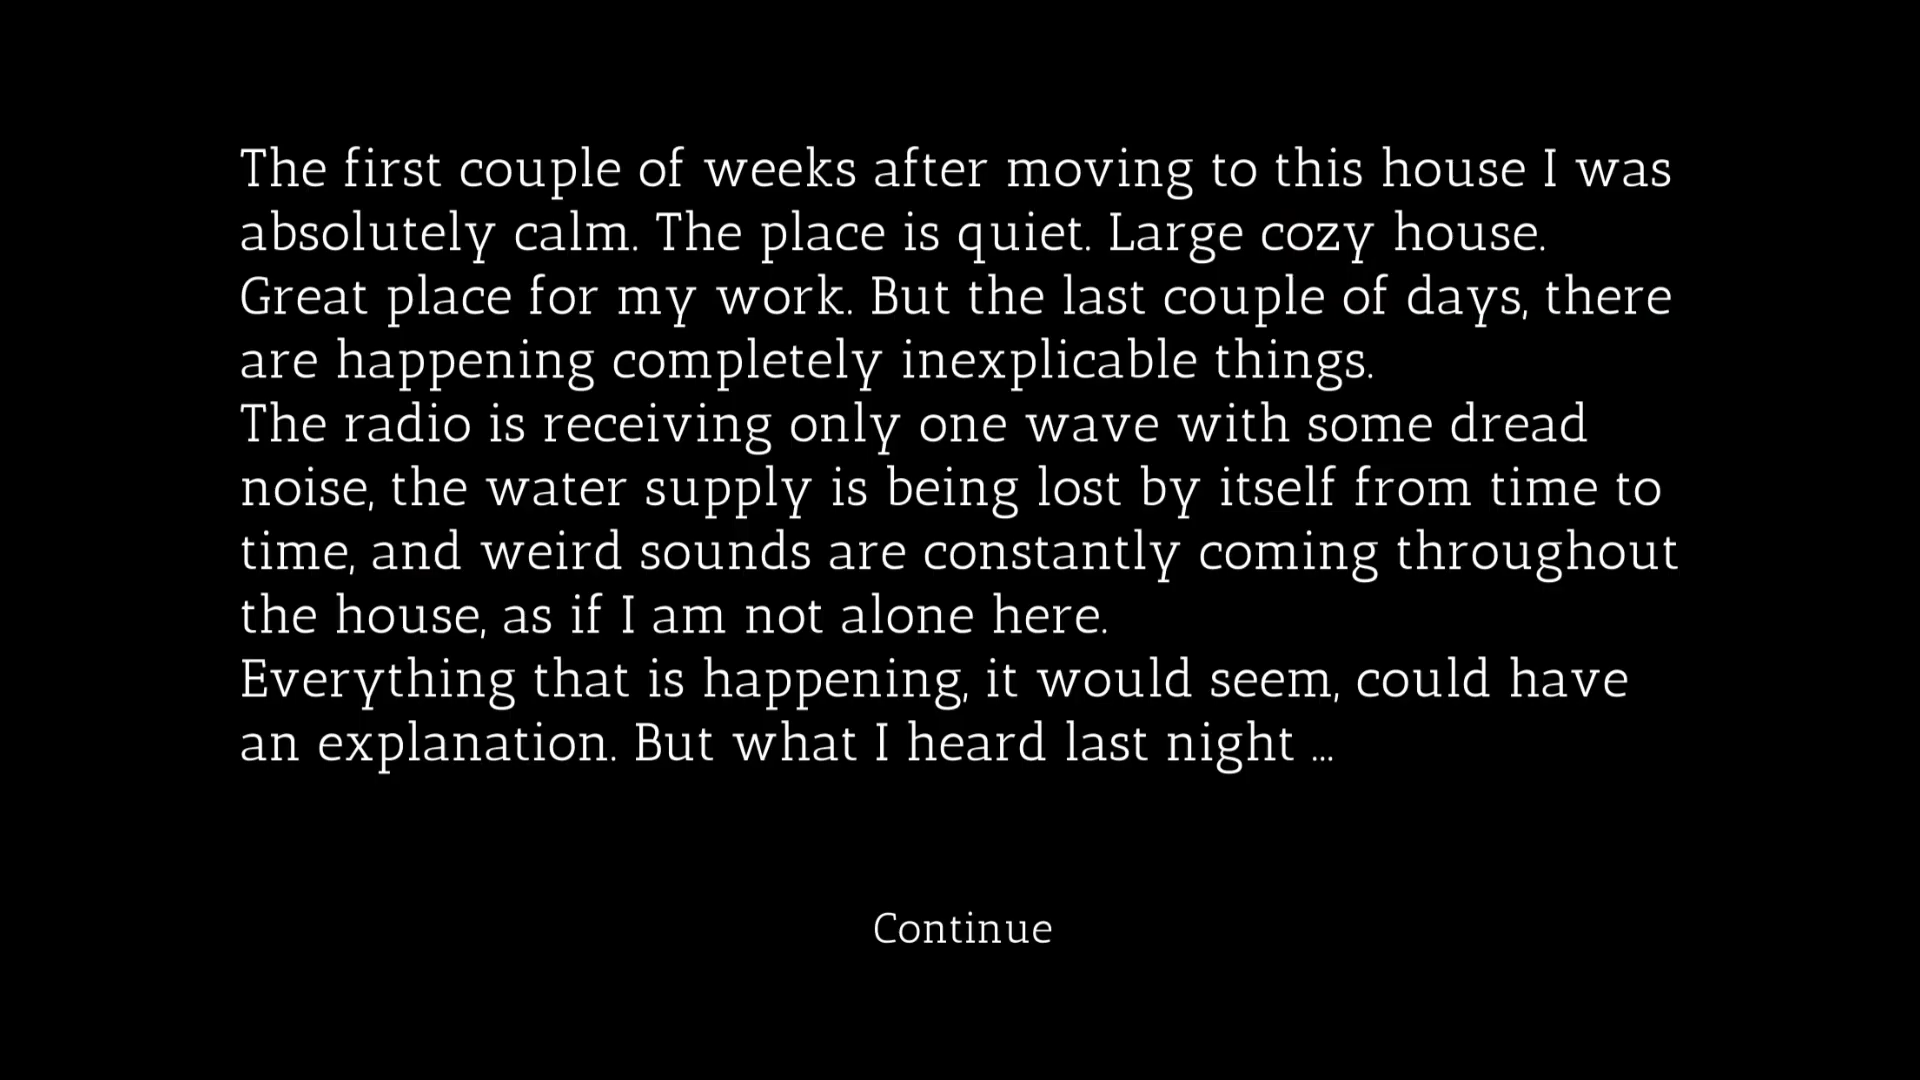 The first couple of weeks after moving to this house I was
absolutely calm. The place is quiet. Large cozy house.
Great place for my work. But the last couple of days, there
are happening completely inexplicable things.
The radio is receiving only one wave with some dread
noise, the water supply is being lost by itself from time to
time, and weird sounds are constantly coming throughout
the house, as if I am not alone here.
Everything that is happening, it would seem, could have
an explanation. But what I heard last night ...
Continue